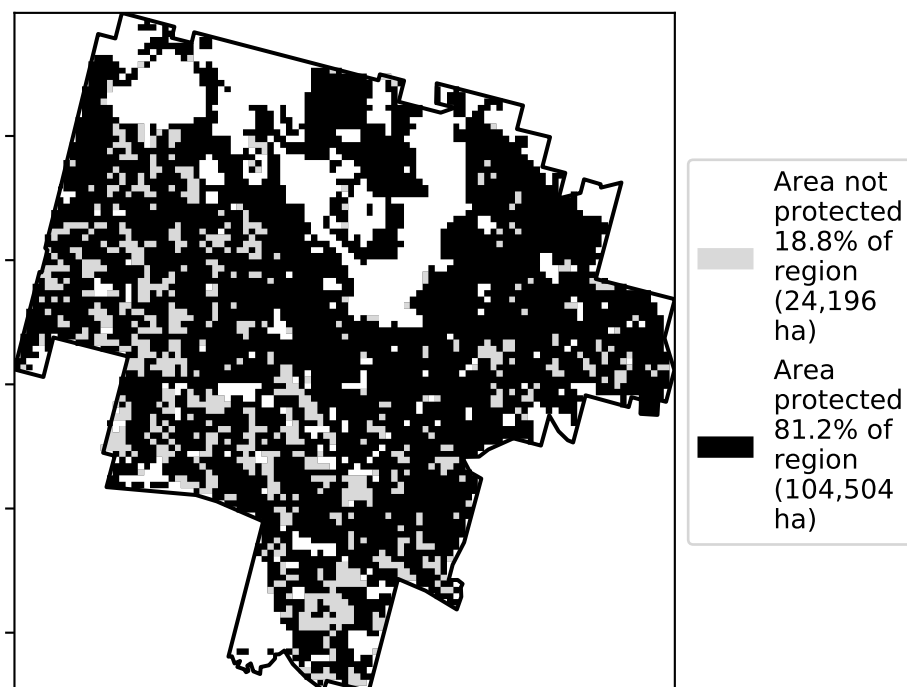 Area not
protected
18.8% of
region
(24,196
ha)
Area
protected
81.2% of
region
(104,504
ha)